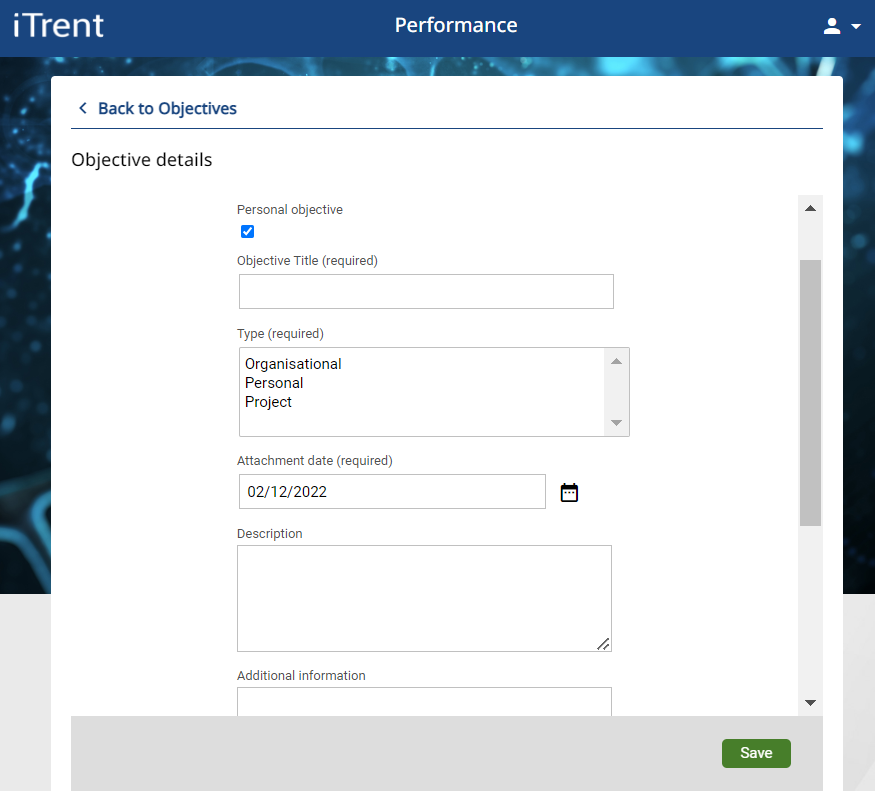 iTrent
Performance
Back to Objectives
Objective details
Personal objective
Objective Title (required)
Type (required)
Organisational
Personal
Project
Attachment date (required)
02/12/2022
Description
Additional information
Save